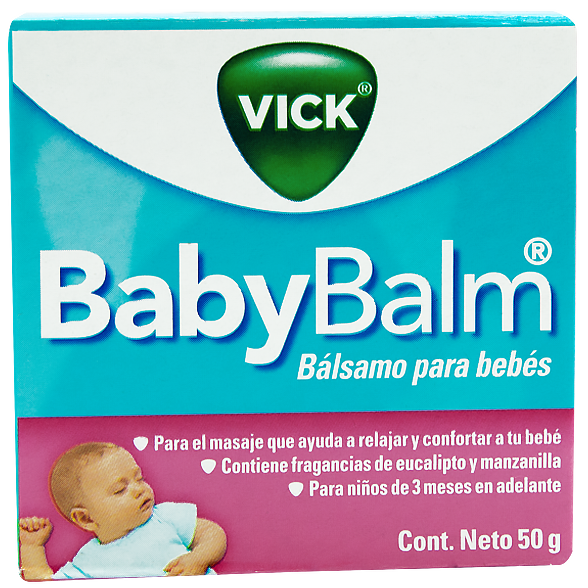 VICK®
BabyBalm®
Bálsamo para bebés
Para el masaje que ayuda a relajar y confortar a tu bebé
Contiene fragancias de eucalipto y manzanilla
Para niños de 3 meses en adelante
Cont. Neto 50 g